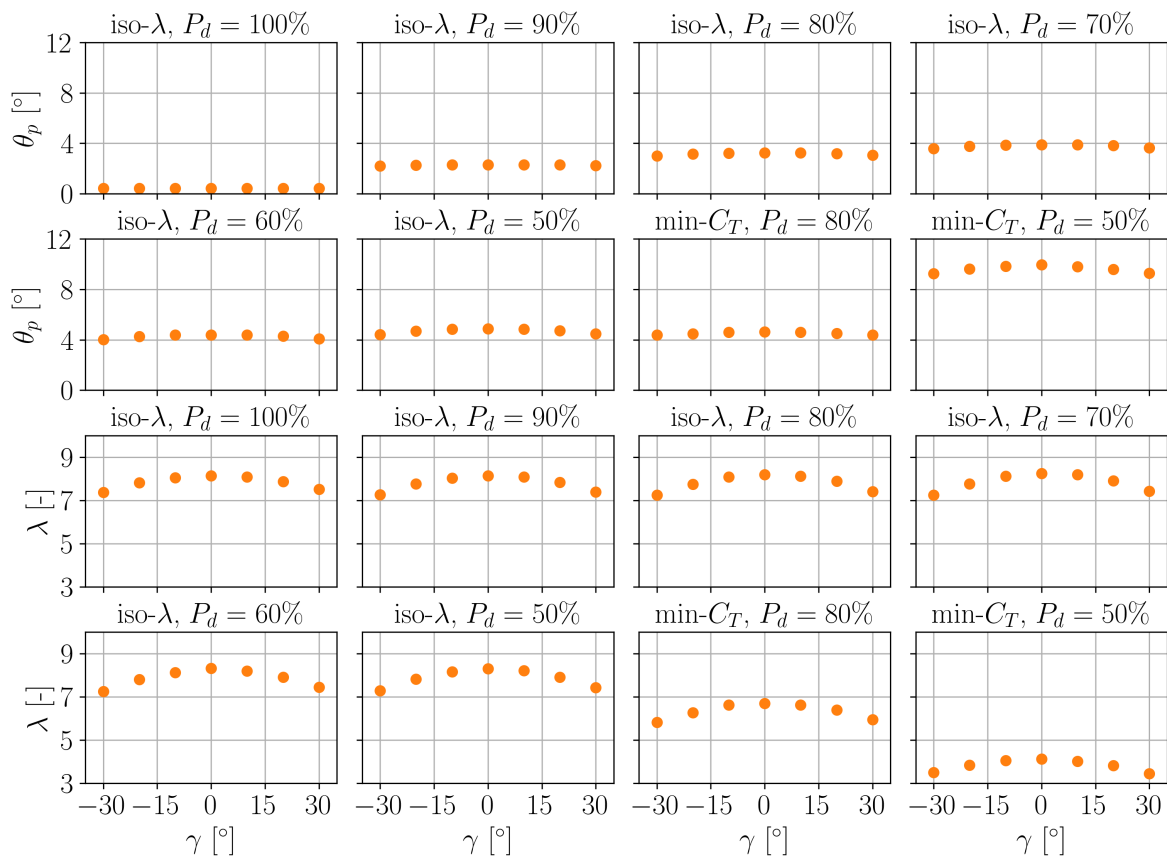 iso-λ, P_d = 100% iso-λ, P_d = 90% iso-λ, P_d = 80% iso-λ, P_d = 70%
12
8
4
0
θ_p [°]
iso-λ, P_d = 60% iso-λ, P_d = 50% min-C_T, P_d = 80% min-C_T, P_d = 50%
12
8
4
0
θ_p [°]
iso-λ, P_d = 100% iso-λ, P_d = 90% iso-λ, P_d = 80% iso-λ, P_d = 70%
9
7
5
3
λ [-]
iso-λ, P_d = 60% iso-λ, P_d = 50% min-C_T, P_d = 80% min-C_T, P_d = 50%
9
7
5
3
λ [-]
−30 −15 0 15 30 −30 −15 0 15 30 −30 −15 0 15 30 −30 −15 0 15 30
γ [°] γ [°] γ [°] γ [°]